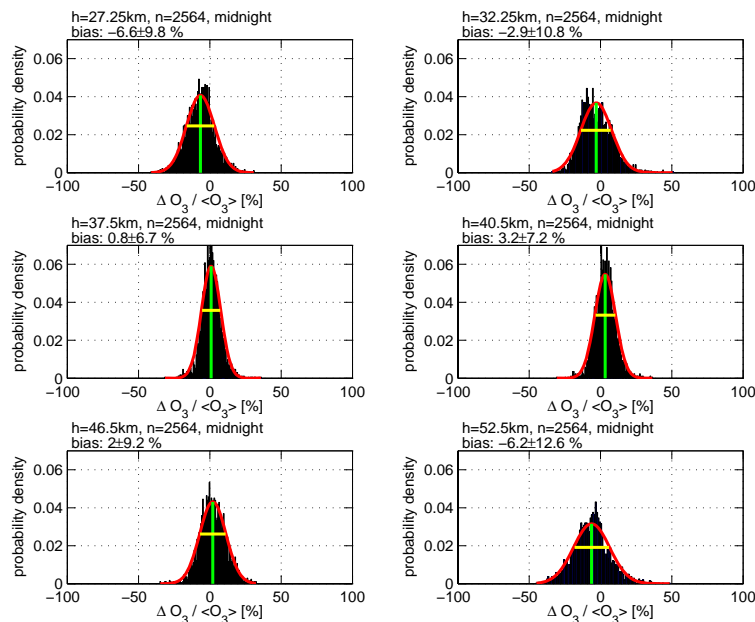 h=27.25km, n=2564, midnight
bias: −6.6±9.8 %
probability density
0.06
0.04
0.02
0
−100 −50 0 50 100
Δ O3 / <O3> [%]
h=32.25km, n=2564, midnight
bias: −2.9±10.8 %
probability density
0.06
0.04
0.02
0
−100 −50 0 50 100
Δ O3 / <O3> [%]
h=37.5km, n=2564, midnight
bias: 0.8±6.7 %
probability density
0.06
0.04
0.02
0
−100 −50 0 50 100
Δ O3 / <O3> [%]
h=40.5km, n=2564, midnight
bias: 3.2±7.2 %
probability density
0.06
0.04
0.02
0
−100 −50 0 50 100
Δ O3 / <O3> [%]
h=46.5km, n=2564, midnight
bias: 2±9.2 %
probability density
0.06
0.04
0.02
0
−100 −50 0 50 100
Δ O3 / <O3> [%]
h=52.5km, n=2564, midnight
bias: −6.2±12.6 %
probability density
0.06
0.04
0.02
0
−100 −50 0 50 100
Δ O3 / <O3> [%]